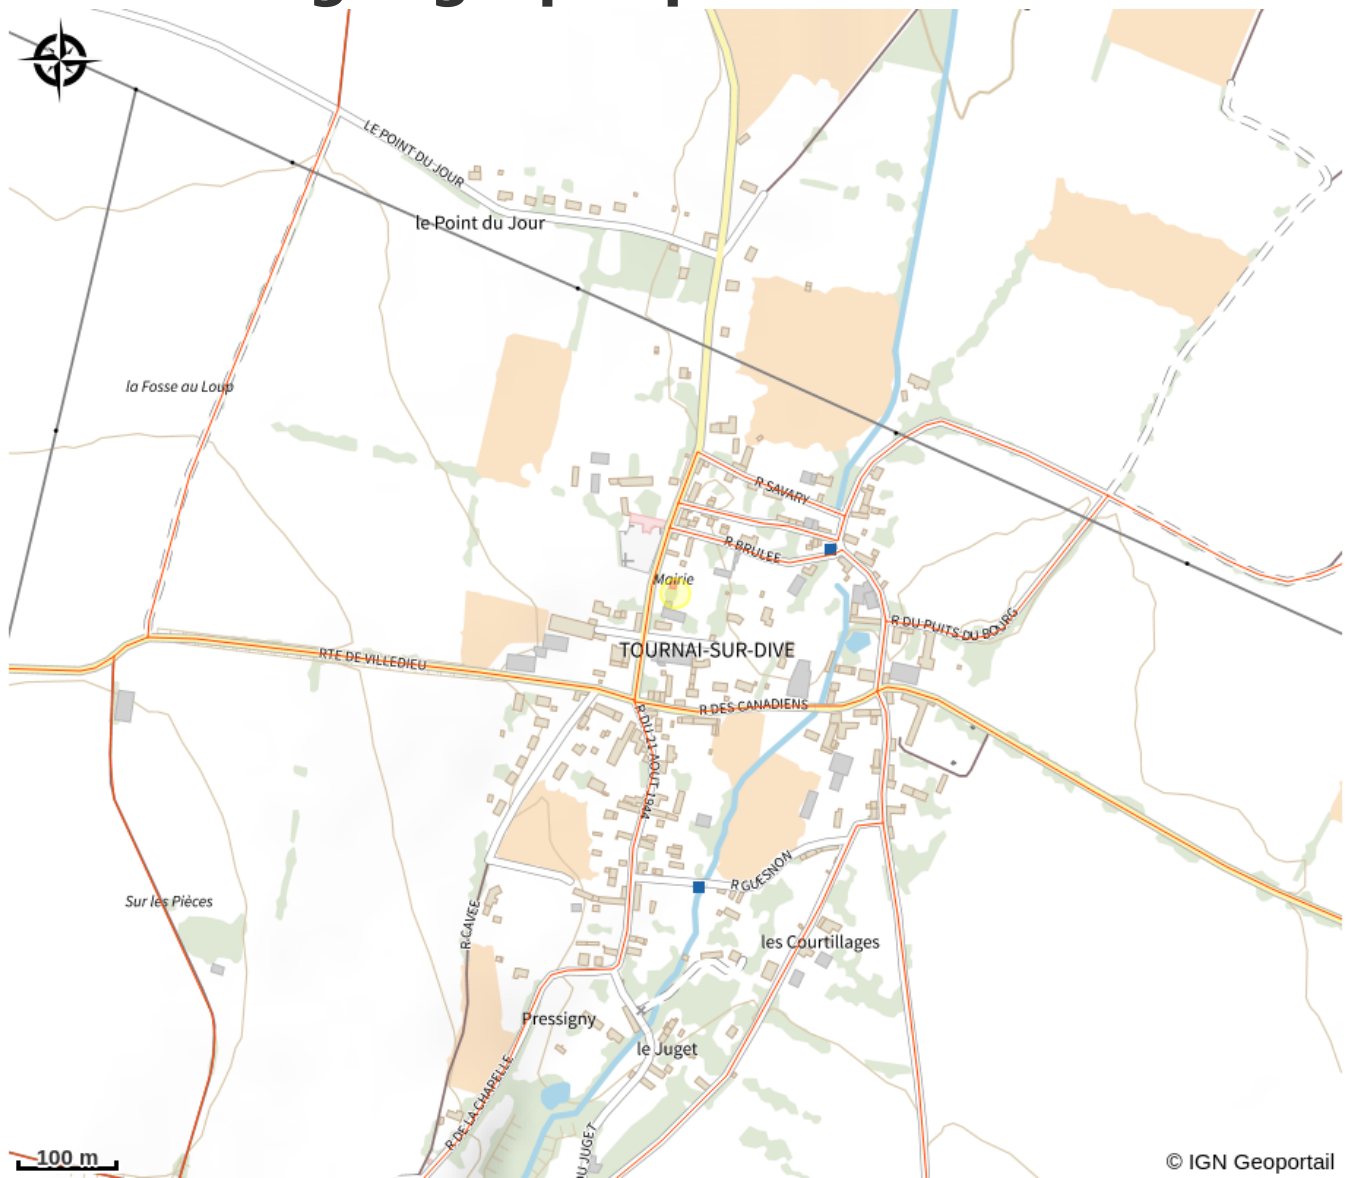 LE POINT DU JOUR
le Point du Jour
la Fosse au Loup
R SAVARY
R BRULEE
Mairie
R DU PUITS DU BOURG
TOURNAI-SUR-DIVE
RTE DE VILLEDIEU
R DES CANADIENS
R DU 21 AOUT 1944
R GUESNON
Sur les Pièces
R CAVEE
les Courtillages
Pressigny
le Juget
R DE LA CHAPELLE
DU JUGET
100 m
© IGN Geoportail